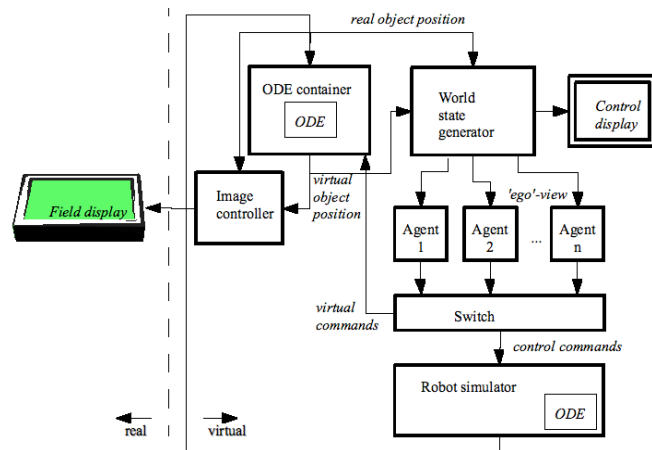 real object position
ODE container
ODE
World
state
generator
Control
display
Field display
Image
controller
virtual
object
position
'ego'-view
Agent
1
Agent
2
...
Agent
n
virtual
commands
Switch
control commands
Robot simulator
ODE
real
virtual